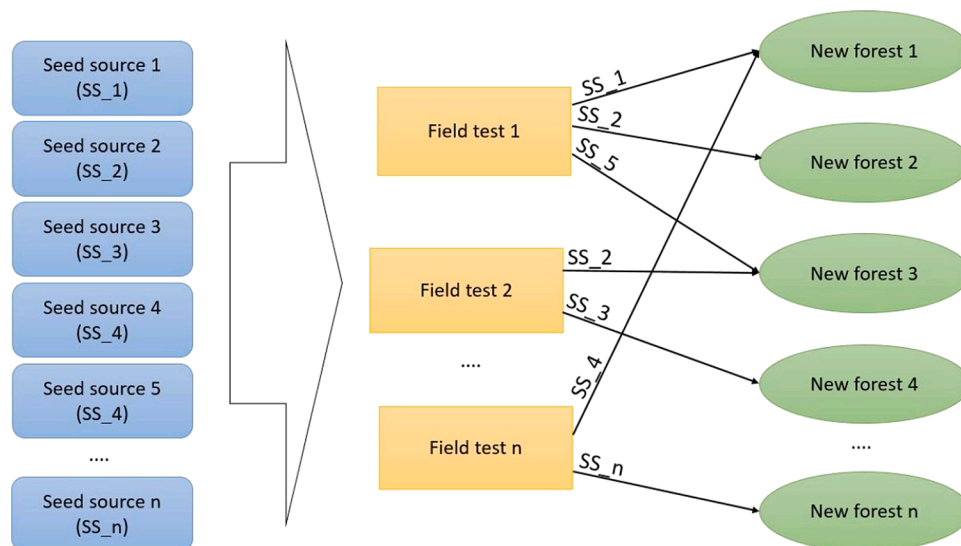 Seed source 1
(SS_1)
Seed source 2
(SS_2)
Seed source 3
(SS_3)
Seed source 4
(SS_4)
Seed source 5
(SS_4)
....
Seed source n
(SS_n)
Field test 1
Field test 2
....
Field test n
SS_1
SS_2
SS_5
SS_2
SS_3
SS_4
SS_n
New forest 1
New forest 2
New forest 3
New forest 4
....
New forest n